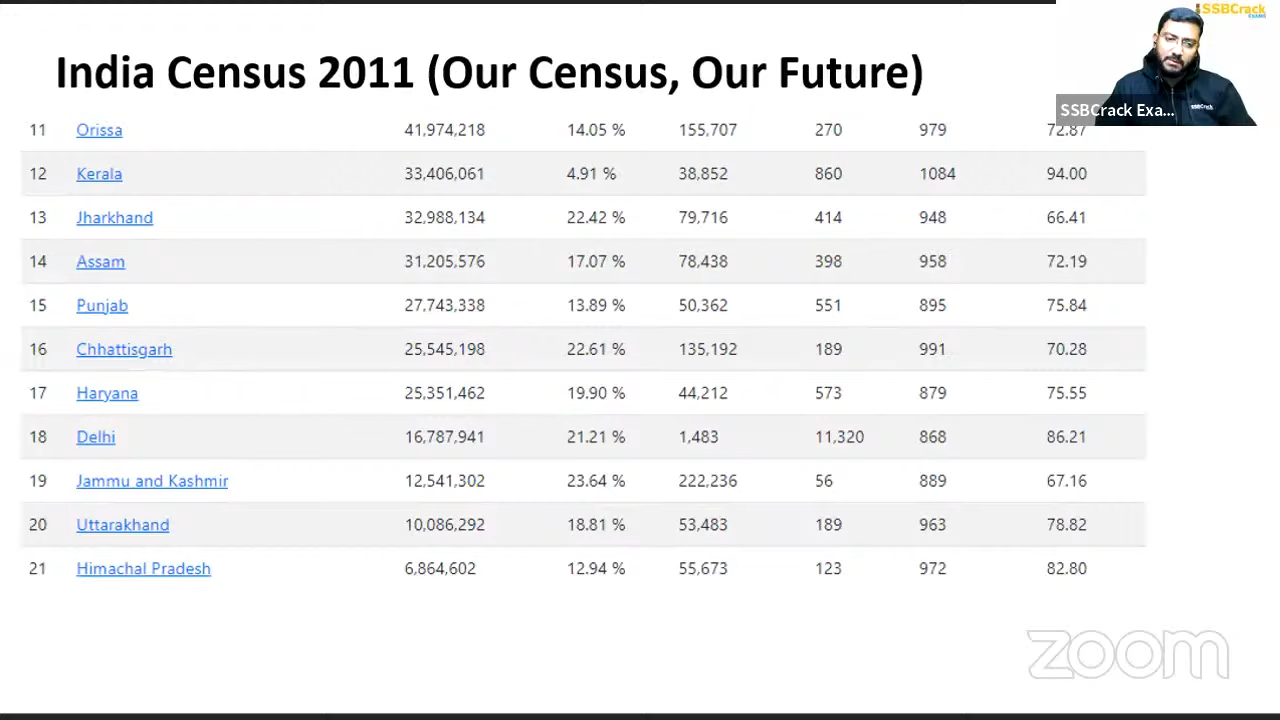 SSBCrack
EXAMS
India Census 2011 (Our Census, Our Future)
SSBCrack Exa...
11 Orissa 41,974,218 14.05 % 155,707 270 979 72.87
12 Kerala 33,406,061 4.91 % 38,852 860 1084 94.00
13 Jharkhand 32,988,134 22.42 % 79,716 414 948 66.41
14 Assam 31,205,576 17.07 % 78,438 398 958 72.19
15 Punjab 27,743,338 13.89 % 50,362 551 895 75.84
16 Chhattisgarh 25,545,198 22.61 % 135,192 189 991 70.28
17 Haryana 25,351,462 19.90 % 44,212 573 879 75.55
18 Delhi 16,787,941 21.21 % 1,483 11,320 868 86.21
19 Jammu and Kashmir 12,541,302 23.64 % 222,236 56 889 67.16
20 Uttarakhand 10,086,292 18.81 % 53,483 189 963 78.82
21 Himachal Pradesh 6,864,602 12.94 % 55,673 123 972 82.80
zoom